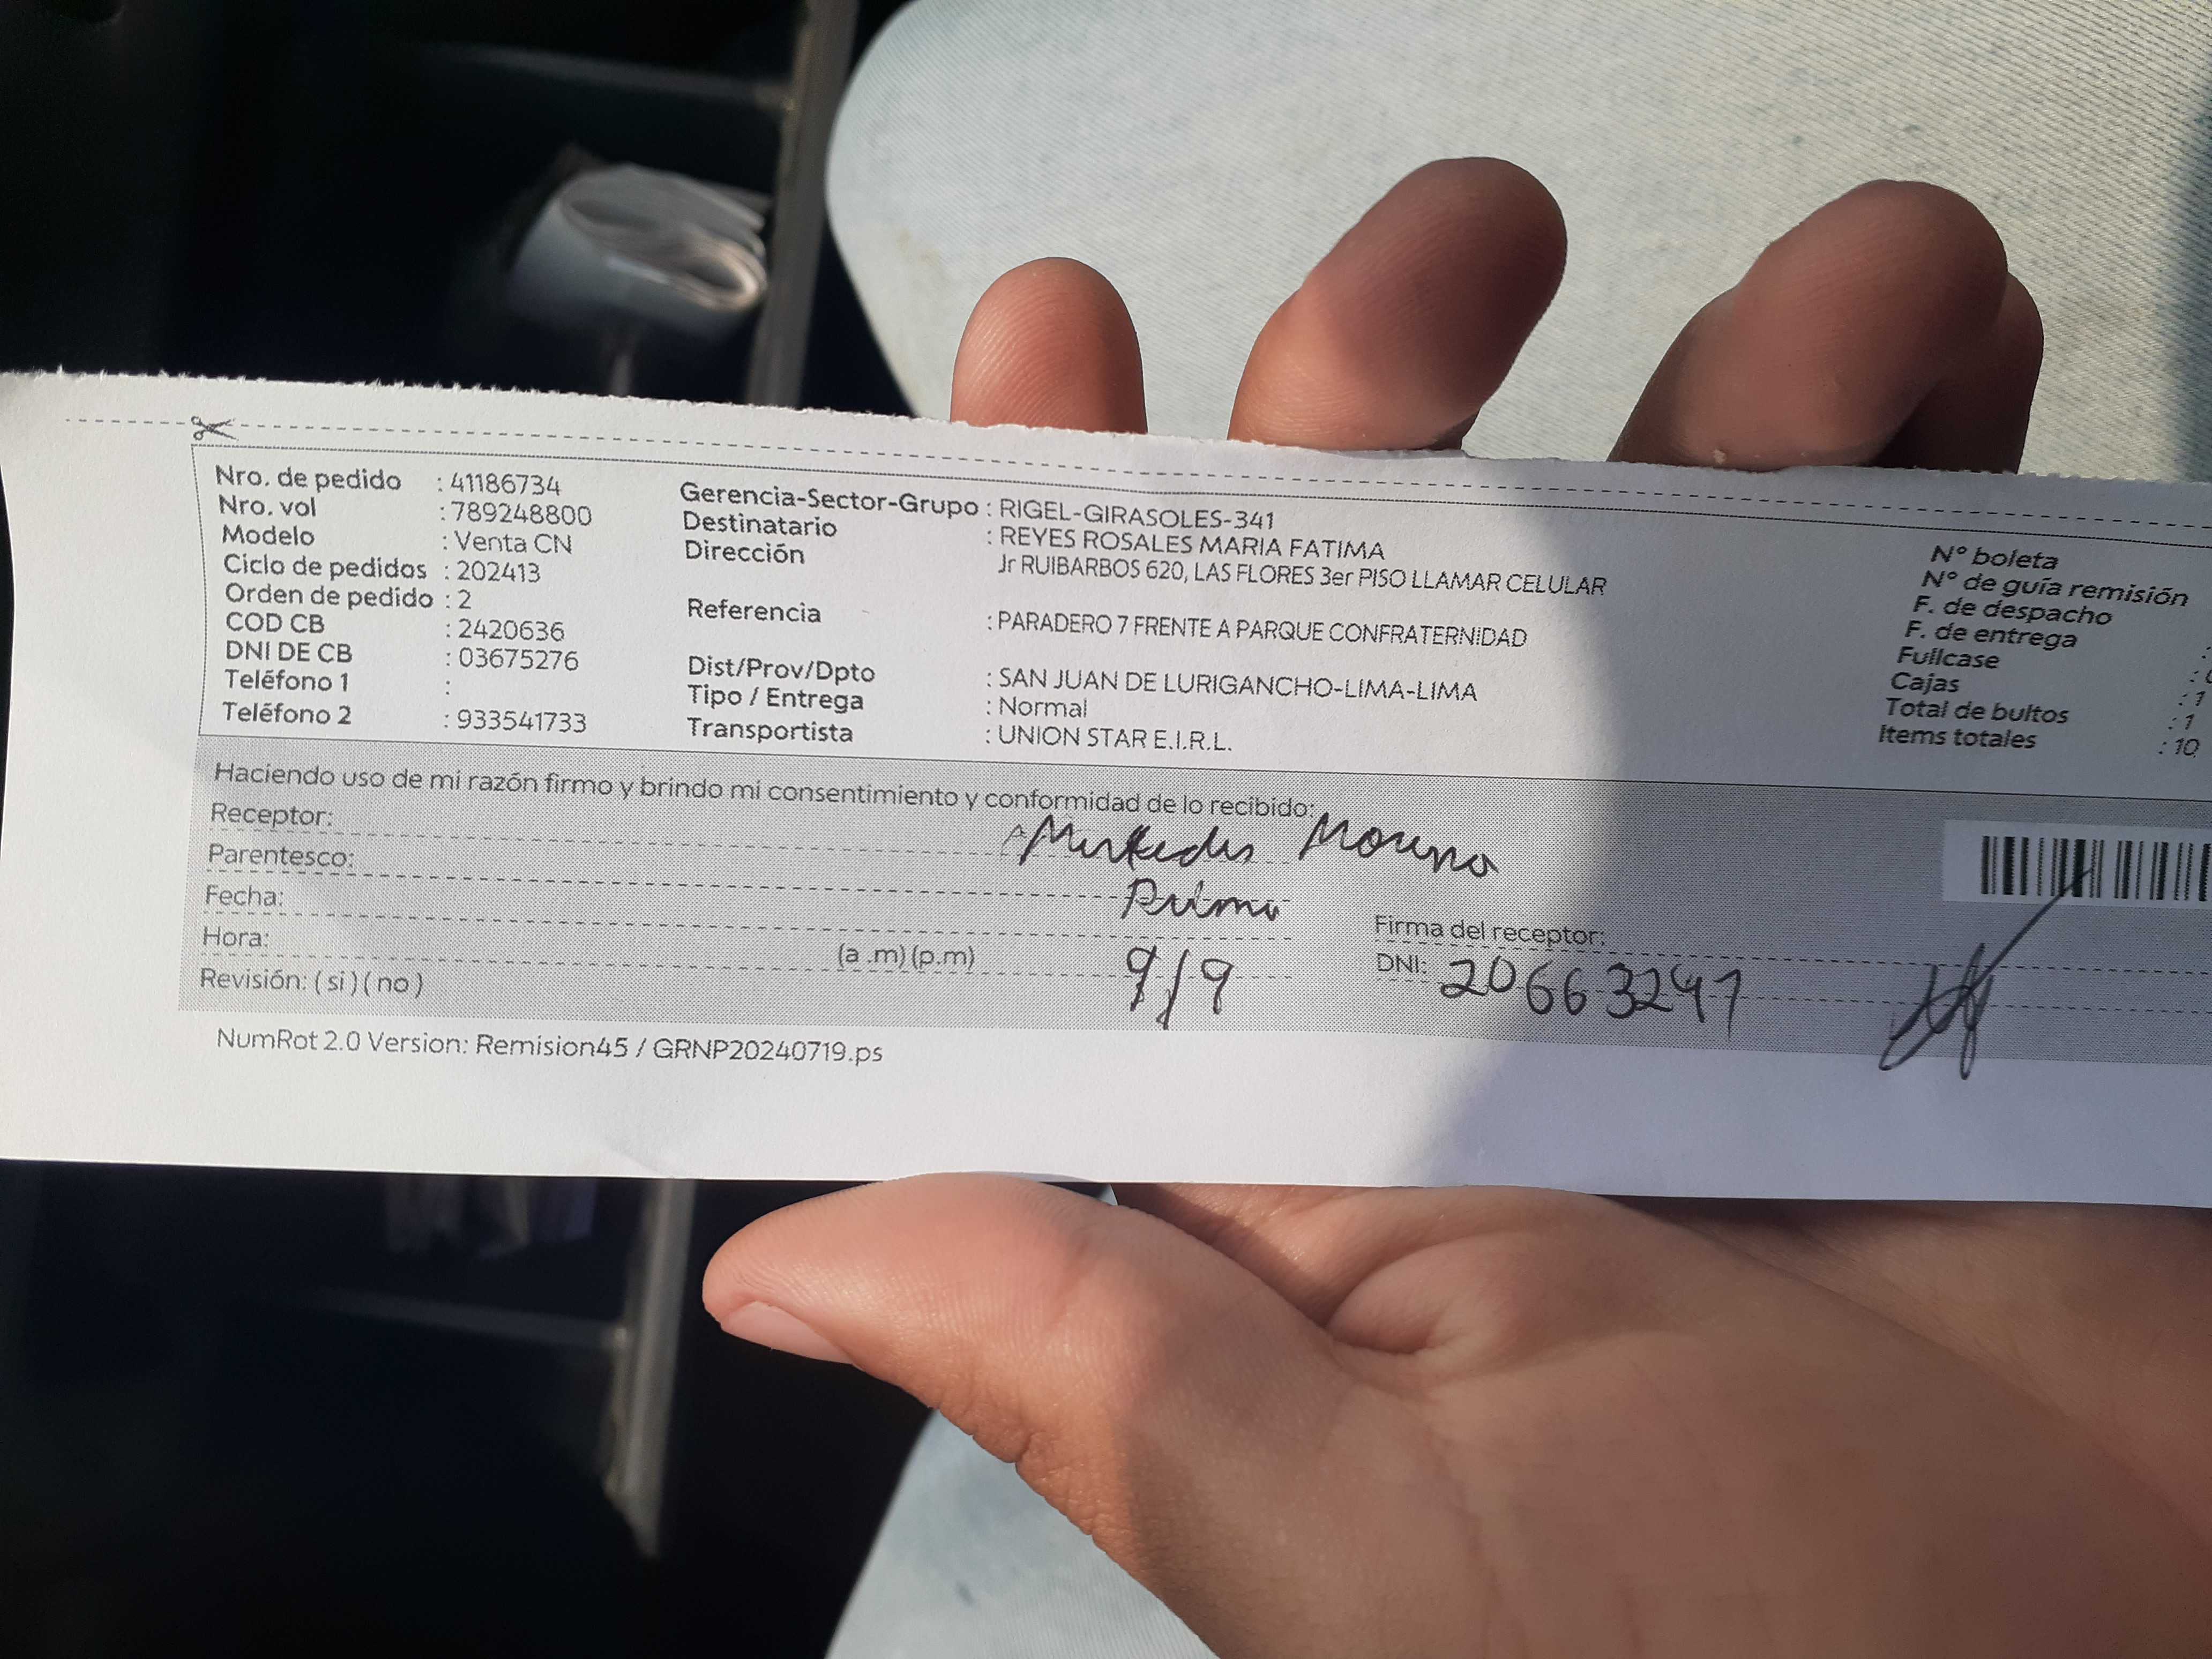 Nro. de pedido : 41186734
Nro. vol : 789248800
Modelo : Venta CN
Ciclo de pedidos : 202413
Orden de pedido : 2
COD CB : 2420636
DNI DE CB : 03675276
Teléfono 1 :
Teléfono 2 : 933541733
Gerencia-Sector-Grupo : RIGEL-GIRASOLES-341
Destinatario : REYES ROSALES MARIA FATIMA
Dirección Jr RUIBARBOS 620, LAS FLORES 3er PISO LLAMAR CELULAR
Referencia : PARADERO 7 FRENTE A PARQUE CONFRATERNIDAD
Dist/Prov/Dpto : SAN JUAN DE LURIGANCHO-LIMA-LIMA
Tipo / Entrega : Normal
Transportista : UNION STAR E.I.R.L.
N° boleta
N° de guía remisión
F. de despacho
F. de entrega :
Fullcase :
Cajas : 1
Total de bultos : 1
Items totales : 10
Haciendo uso de mi razón firmo y brindo mi consentimiento y conformidad de lo recibido:
Receptor: Moreno
Parentesco:
Fecha: 9/9
Hora: (a .m) (p.m)
Revisión: ( si ) ( no )
Firma del receptor:
DNI: 20663297
NumRot 2.0 Version: Remision45 / GRNP20240719.ps